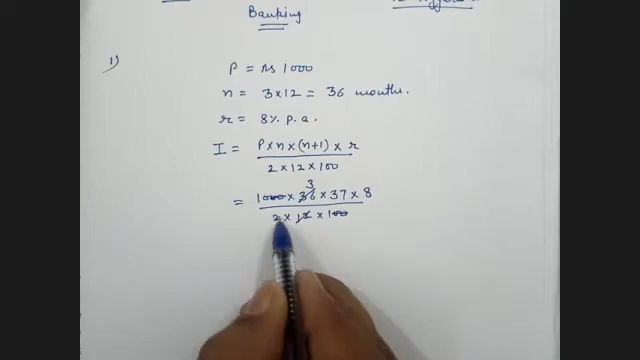 Banking
1)
P = Rs 1000
n = 3×12 = 36 months.
r = 8% p.a.
I = P×n×(n+1)×r
2×12×100
3
= 1000×36×37×8
2×12×100